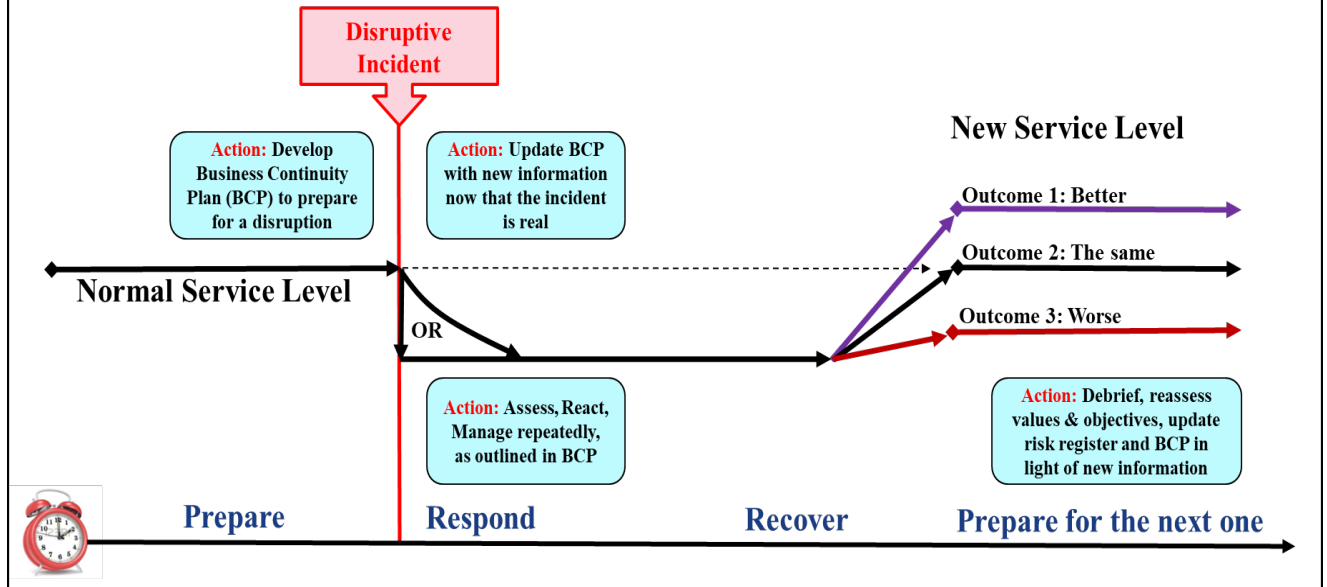 Disruptive
Incident
Action: Develop
Business Continuity
Plan (BCP) to prepare
for a disruption
Action: Update BCP
with new information
now that the incident
is real
New Service Level
Outcome 1: Better
Outcome 2: The same
Outcome 3: Worse
Normal Service Level
OR
Action: Assess, React,
Manage repeatedly,
as outlined in BCP
Action: Debrief, reassess
values & objectives, update
risk register and BCP in
light of new information
Prepare
Respond
Recover
Prepare for the next one